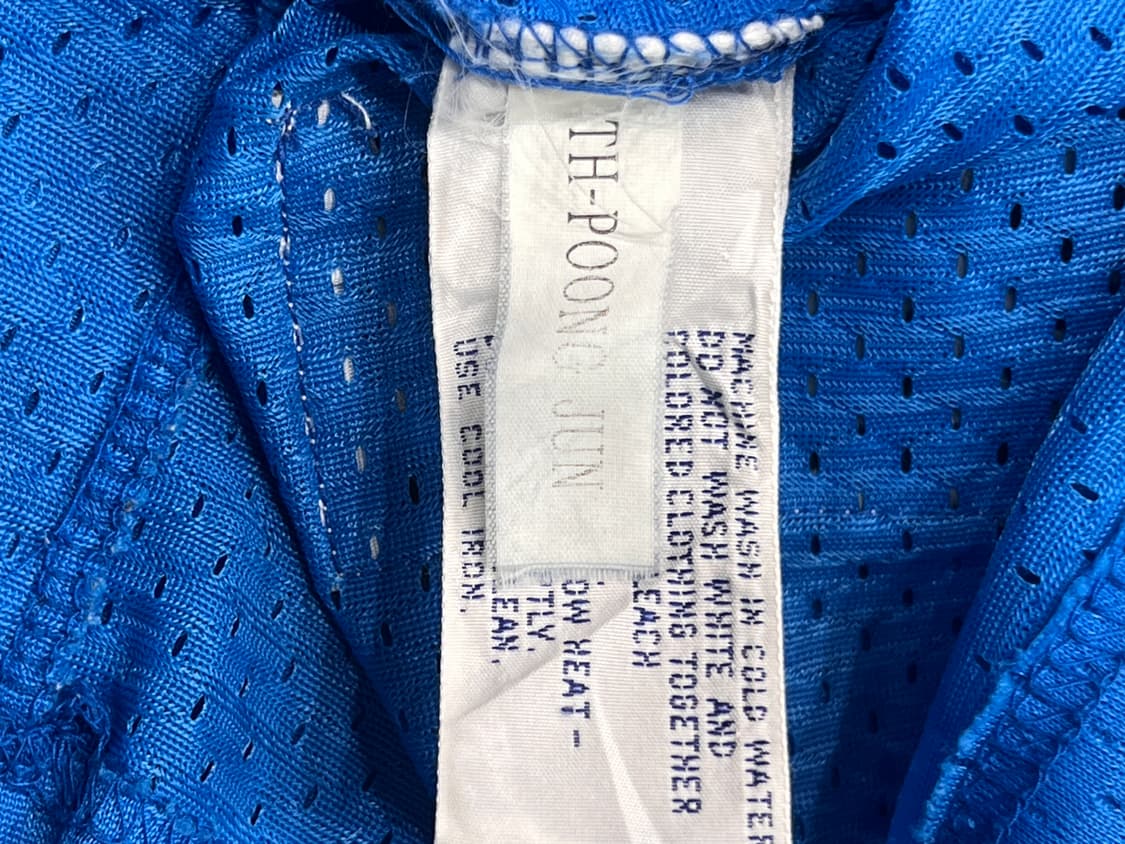 TH-POONG JUN
MACHINE WASH IN COLD WATER
DO NOT WASH WHITE AND
COLORED CLOTHING TOGETHER
EACH
OW HEAT -
TLY.
EAN.
USE COOL IRON.